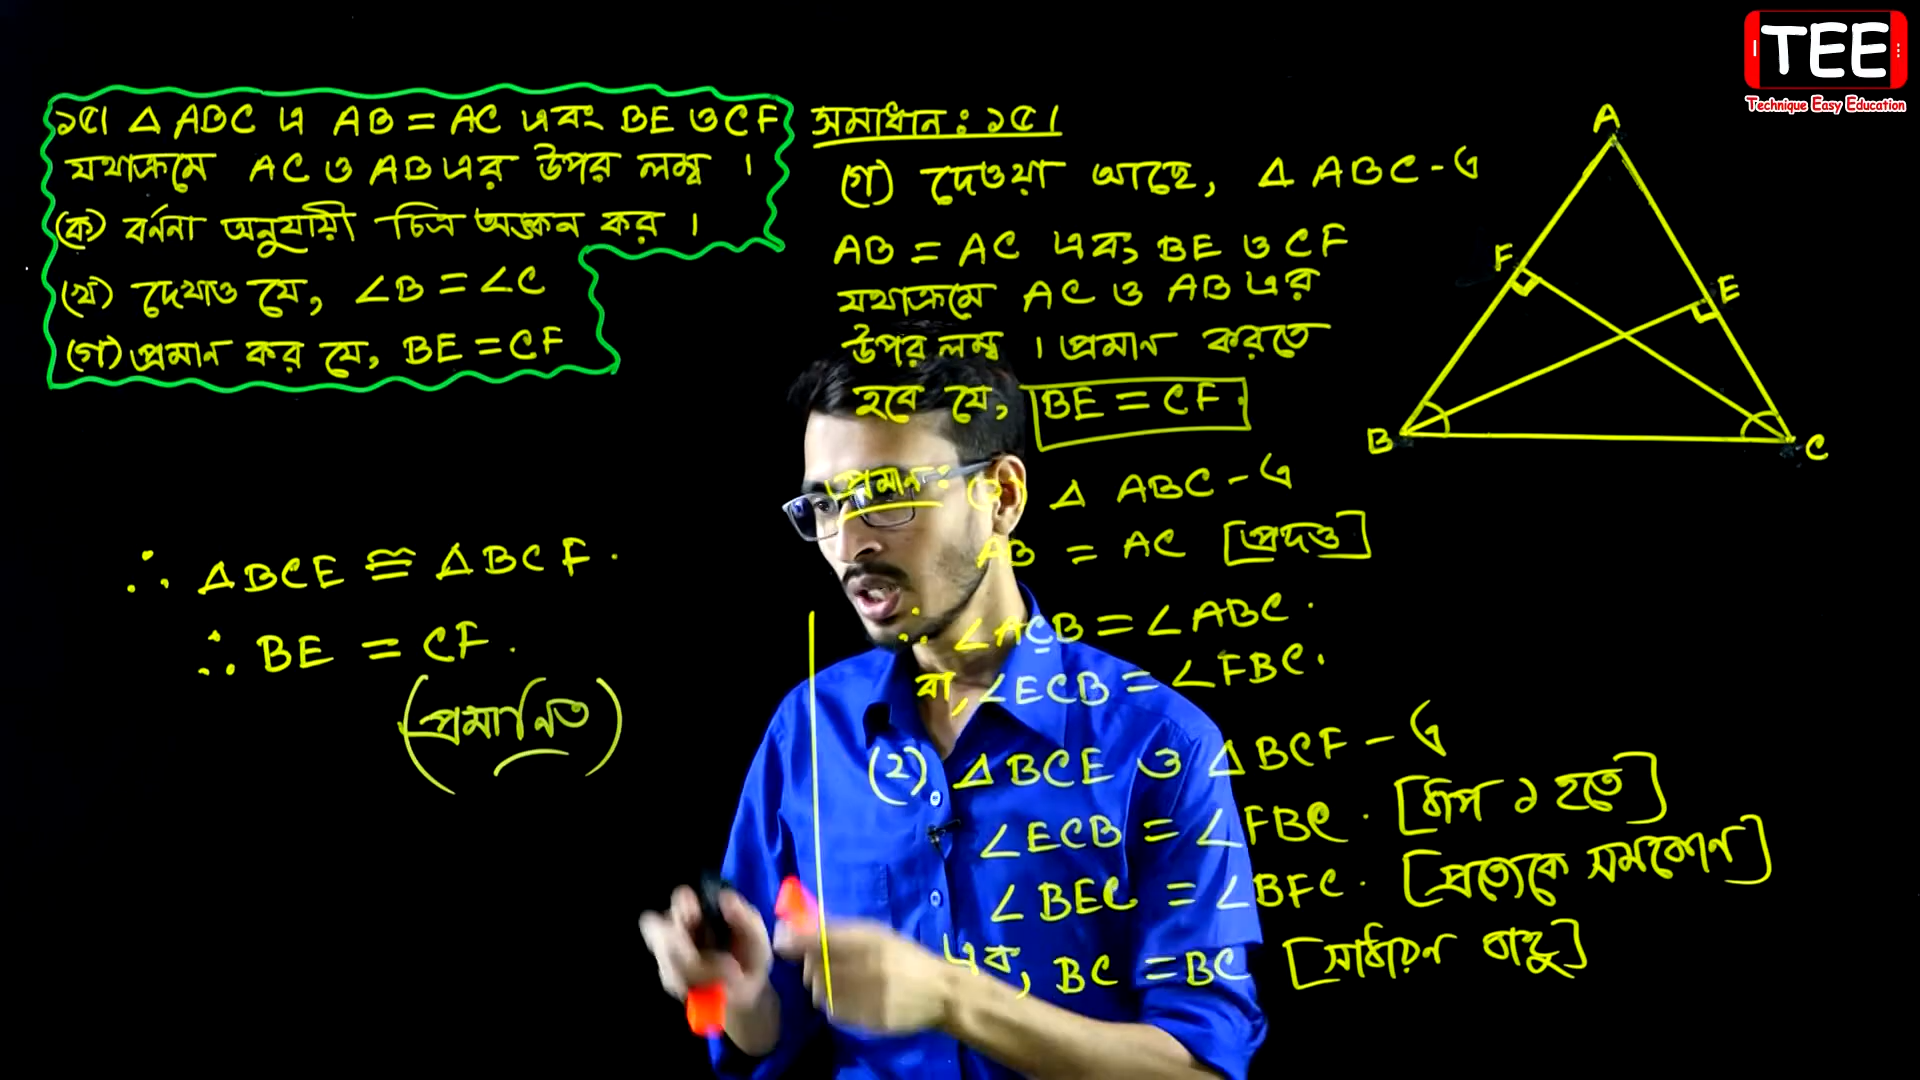 TEE
Technique Easy Education
১৫। △ ABC এ AB = AC এবং BE ও CF
যথাক্রমে AC ও AB এর উপর লম্ব ।
(ক) বর্ননা অনুযায়ী চিত্র অঙ্কন কর ।
(খ) দেখাও যে, ∠B = ∠C
(গ) প্রমান কর যে, BE = CF
সমাধান : ১৫।
(গ) দেওয়া আছে, △ ABC - এ
AB = AC এবং BE ও CF
যথাক্রমে AC ও AB এর
উপর লম্ব । প্রমান করতে
হবে যে, BE = CF.
প্রমান : △ ABC - এ
AB = AC [প্রদত্ত]
∴ ∠ACB = ∠ABC.
বা, ∠ECB = ∠FBC.
(2) △BCE ও △BCF - এ
∠ECB = ∠FBC. [ধাপ ১ হতে]
∠BEC = ∠BFC. [প্রত্যেকে সমকোণ]
এবং, BC = BC [সাধারণ বাহু]
∴ △BCE ≅ △BCF.
∴ BE = CF.
(প্রমানিত)
A
F
E
B
C